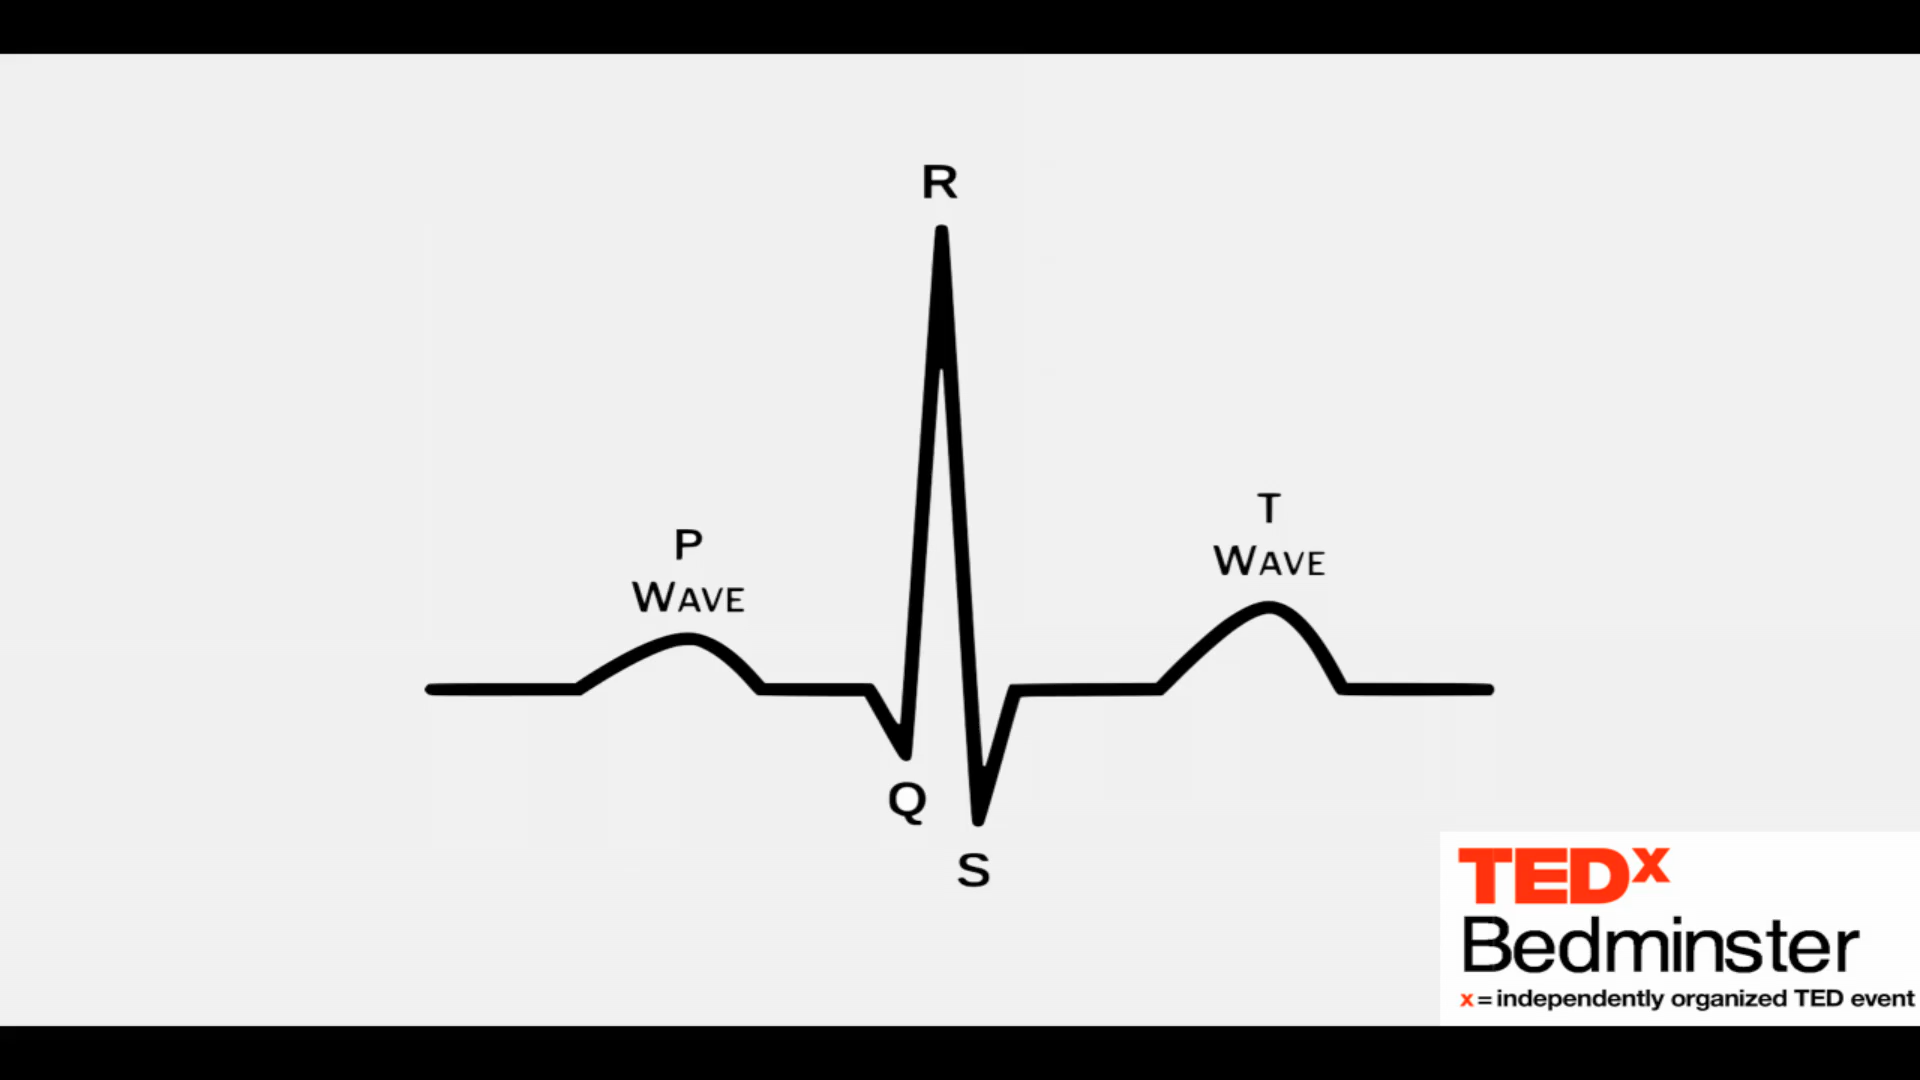 R
P
WAVE
T
WAVE
Q
S
TEDx
Bedminster
x = independently organized TED event